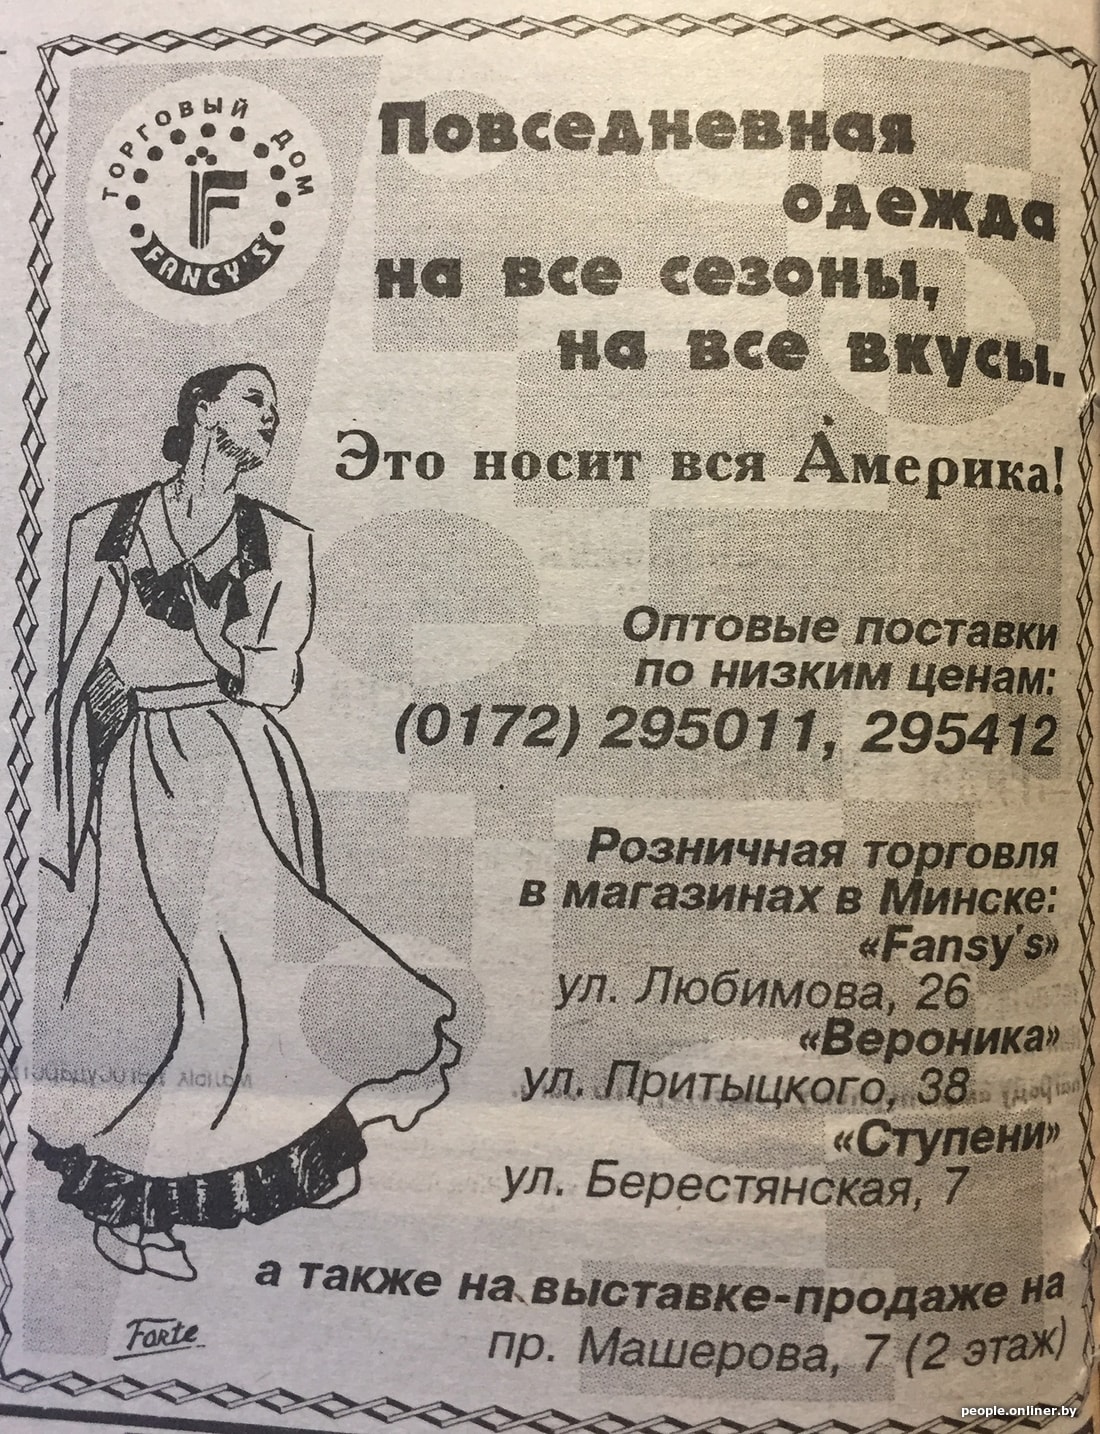 ТОРГОВЫЙ ДОМ
F
FANCY'S
Повседневная
одежда
на все сезоны,
на все вкусы.
Это носит вся Америка!
Оптовые поставки
по низким ценам:
(0172) 295011, 295412
Розничная торговля
в магазинах в Минске:
«Fansy's»
ул. Любимова, 26
«Вероника»
ул. Притыцкого, 38
«Ступени»
ул. Берестянская, 7
а также на выставке-продаже на
пр. Машерова, 7 (2 этаж)
Forte
people.onliner.by